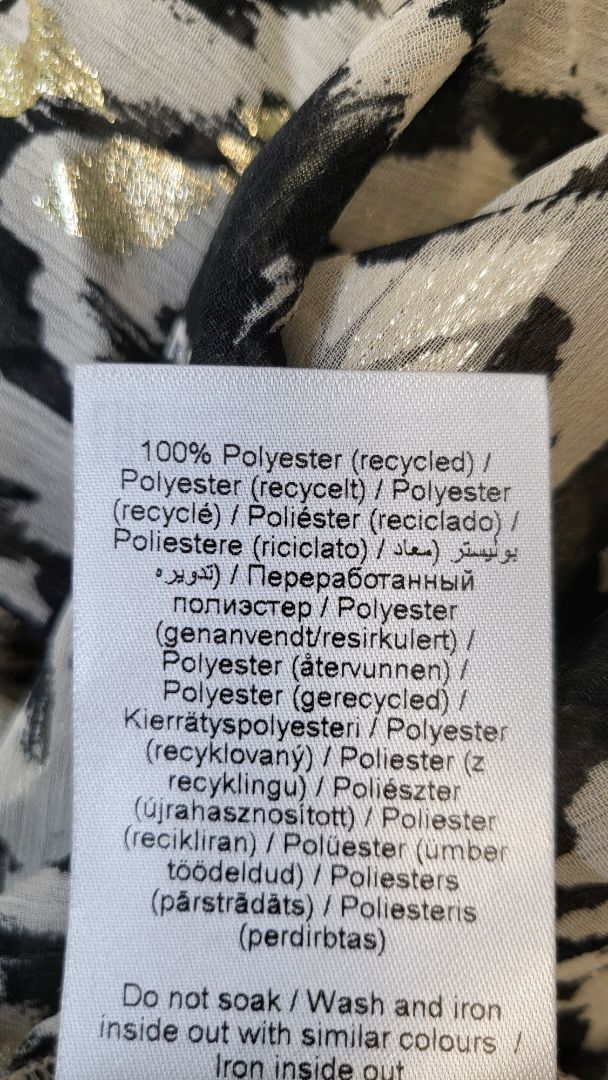 100% Polyester (recycled) /
Polyester (recycelt) / Polyester
(recyclé) / Poliéster (reciclado) /
Poliestere (riciclato) / بوليستر (معاد
تدويره) / Переработанный
полиэстер / Polyester
(genanvendt/resirkulert) /
Polyester (återvunnen) /
Polyester (gerecycled) /
Kierrätyspolyesteri / Polyester
(recyklovaný) / Poliester (z
recyklingu) / Poliészter
(újrahasznosított) / Poliester
(recikliran) / Polüester (ümber
töödeldud) / Poliesters
(pārstrādāts) / Poliesteris
(perdirbtas)
Do not soak / Wash and iron
inside out with similar colours /
Iron inside out